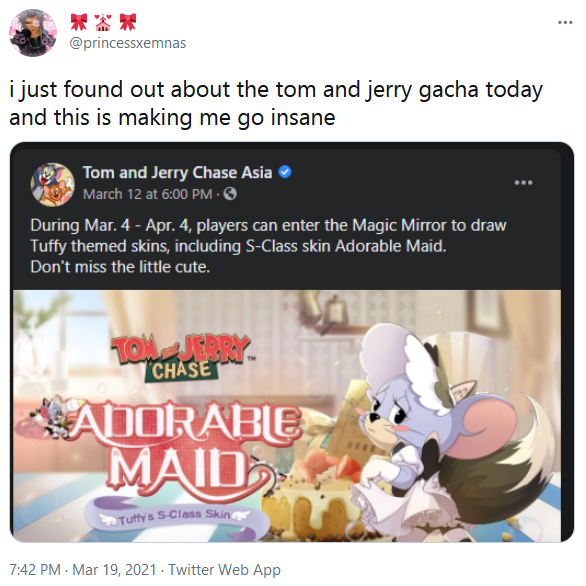 @princessxemnas
i just found out about the tom and jerry gacha today
and this is making me go insane
Tom and Jerry Chase Asia
March 12 at 6:00 PM ·
During Mar. 4 - Apr. 4, players can enter the Magic Mirror to draw
Tuffy themed skins, including S-Class skin Adorable Maid.
Don't miss the little cute.
TOM and JERRY™
CHASE
ADORABLE
MAID
Tuffy's S-Class Skin
7:42 PM · Mar 19, 2021 · Twitter Web App